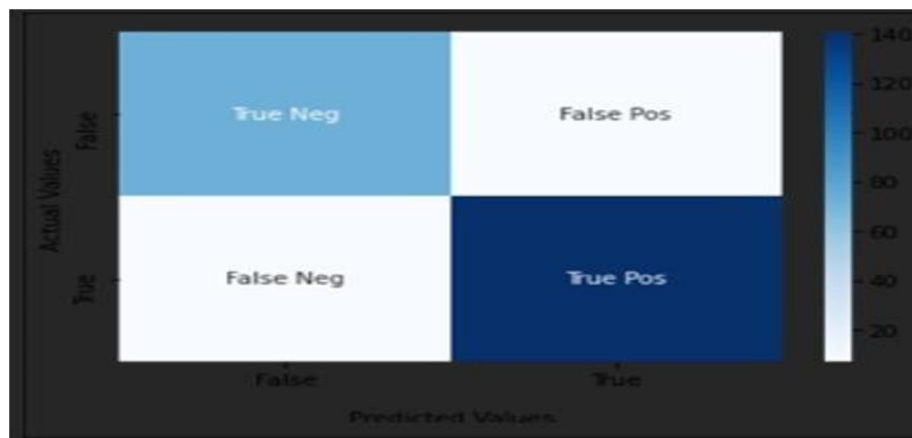 True Neg
False Pos
False Neg
True Pos
Actual Values
False
True
False
True
Predicted Values
140
120
100
80
60
40
20